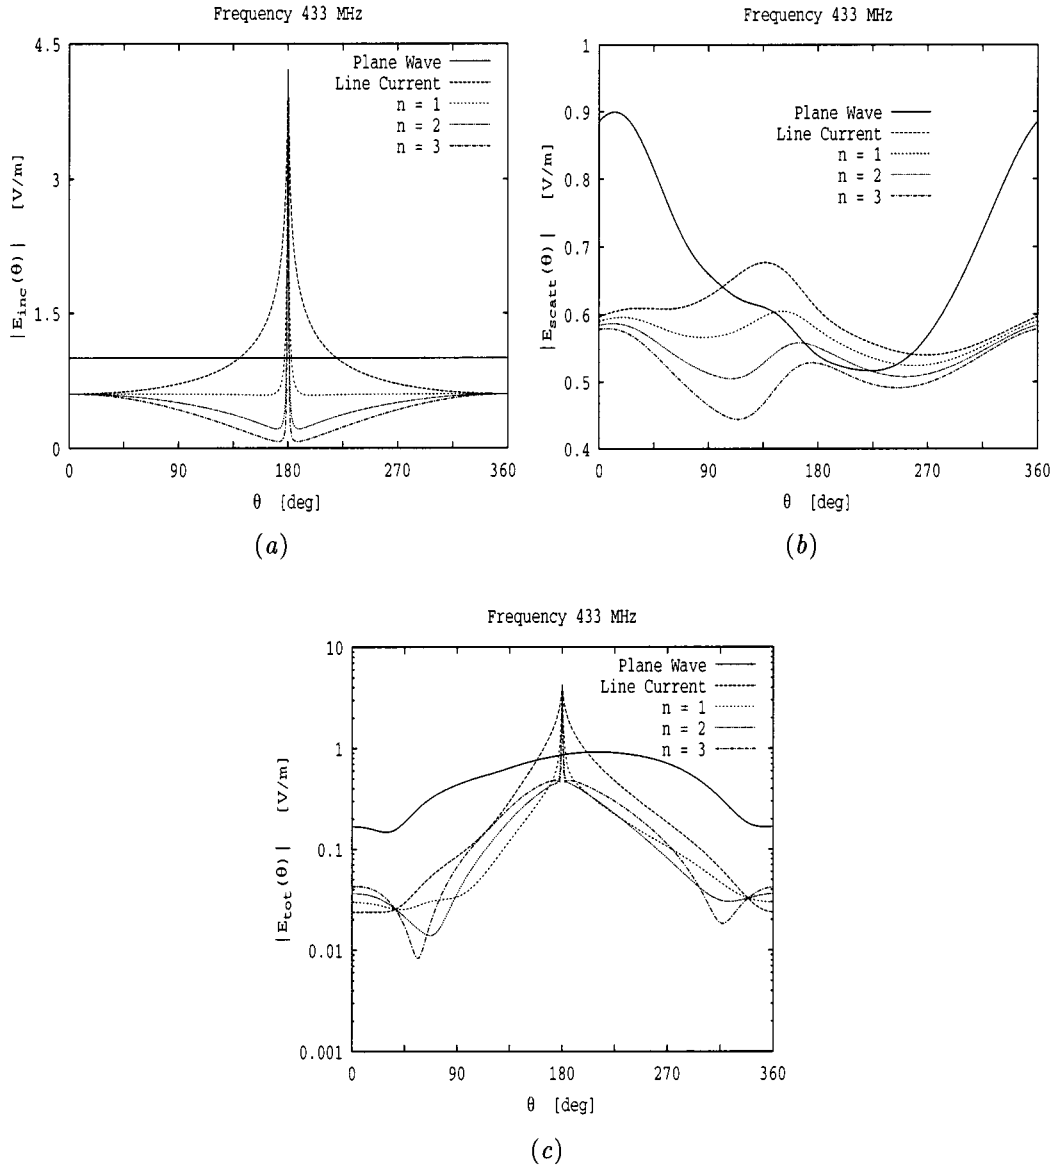 Frequency 433 MHz
|E_inc(θ)| [V/m]
4.5
3
1.5
0
Plane Wave
Line Current
n = 1
n = 2
n = 3
0 90 180 270 360
θ [deg]
(a)
Frequency 433 MHz
|E_scatt(θ)| [V/m]
1
0.9
0.8
0.7
0.6
0.5
0.4
Plane Wave
Line Current
n = 1
n = 2
n = 3
0 90 180 270 360
θ [deg]
(b)
Frequency 433 MHz
|E_tot(θ)| [V/m]
10
1
0.1
0.01
0.001
Plane Wave
Line Current
n = 1
n = 2
n = 3
0 90 180 270 360
θ [deg]
(c)